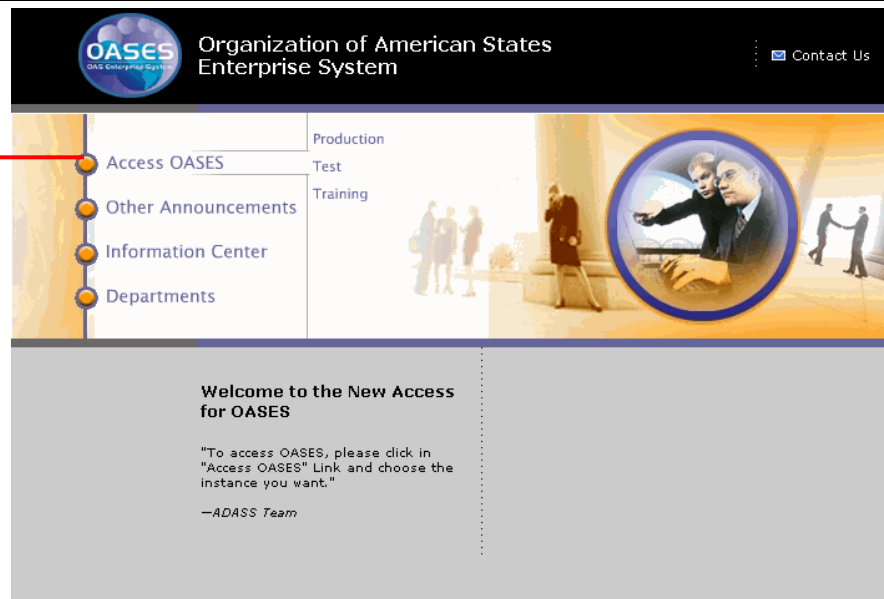 OASES
OAS Enterprise System
Organization of American States
Enterprise System
Contact Us
Access OASES
Other Announcements
Information Center
Departments
Production
Test
Training
Welcome to the New Access
for OASES
"To access OASES, please click in
"Access OASES" Link and choose the
instance you want."
—ADASS Team